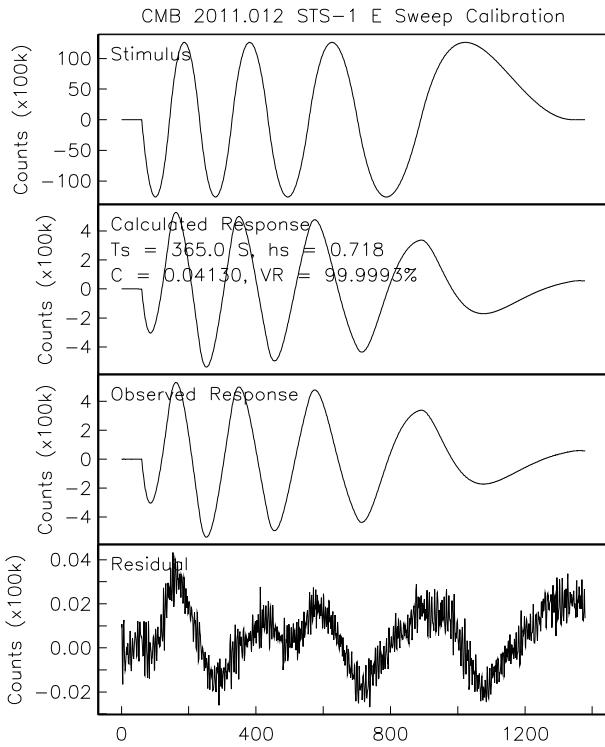 CMB 2011.012 STS-1 E Sweep Calibration
Stimulus
Counts (x100k)
100
50
0
−50
−100
Calculated Response
Ts = 365.0 S, hs = 0.718
C = 0.04130, VR = 99.9993%
Counts (x100k)
4
2
0
−2
−4
Observed Response
Counts (x100k)
4
2
0
−2
−4
Residual
Counts (x100k)
0.04
0.02
0.00
−0.02
0 400 800 1200